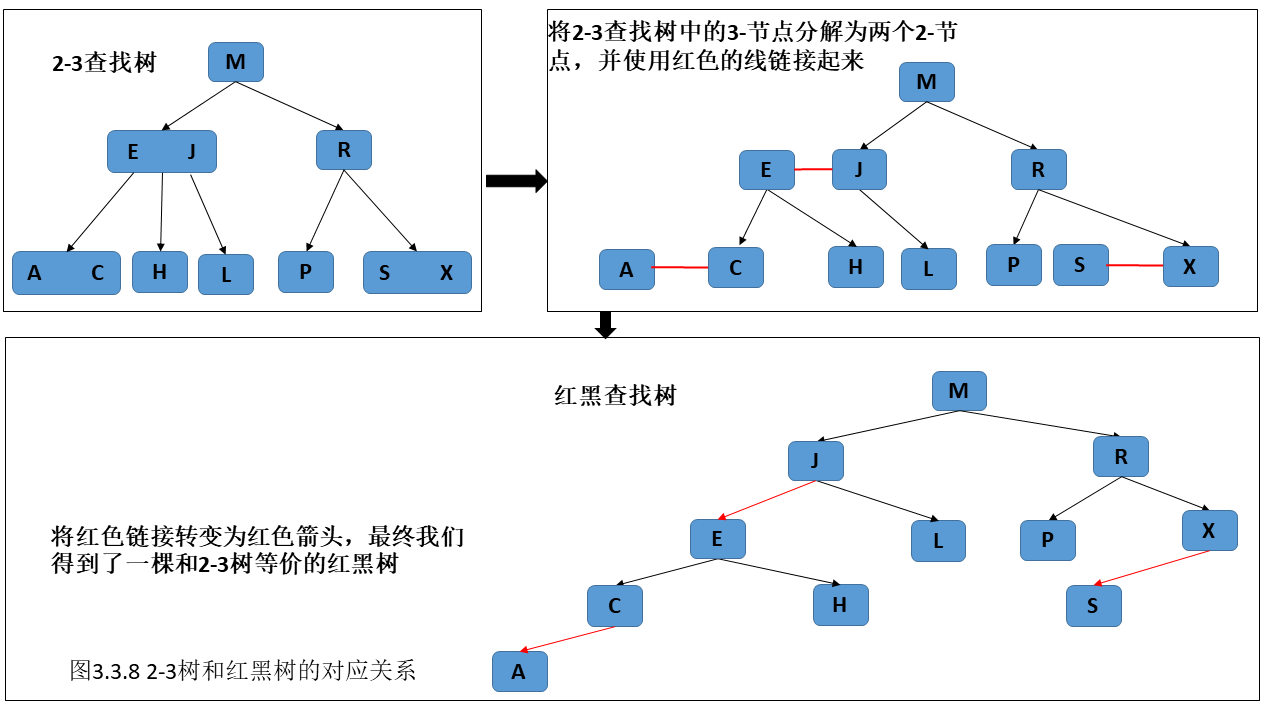 2-3查找树
M
E J
R
A C
H
L
P
S X
将2-3查找树中的3-节点分解为两个2-节
点，并使用红色的线链接起来
M
E
J
R
A
C
H
L
P
S
X
红黑查找树
M
J
R
E
L
P
X
将红色链接转变为红色箭头，最终我们
得到了一棵和2-3树等价的红黑树
C
H
S
A
图3.3.8 2-3树和红黑树的对应关系